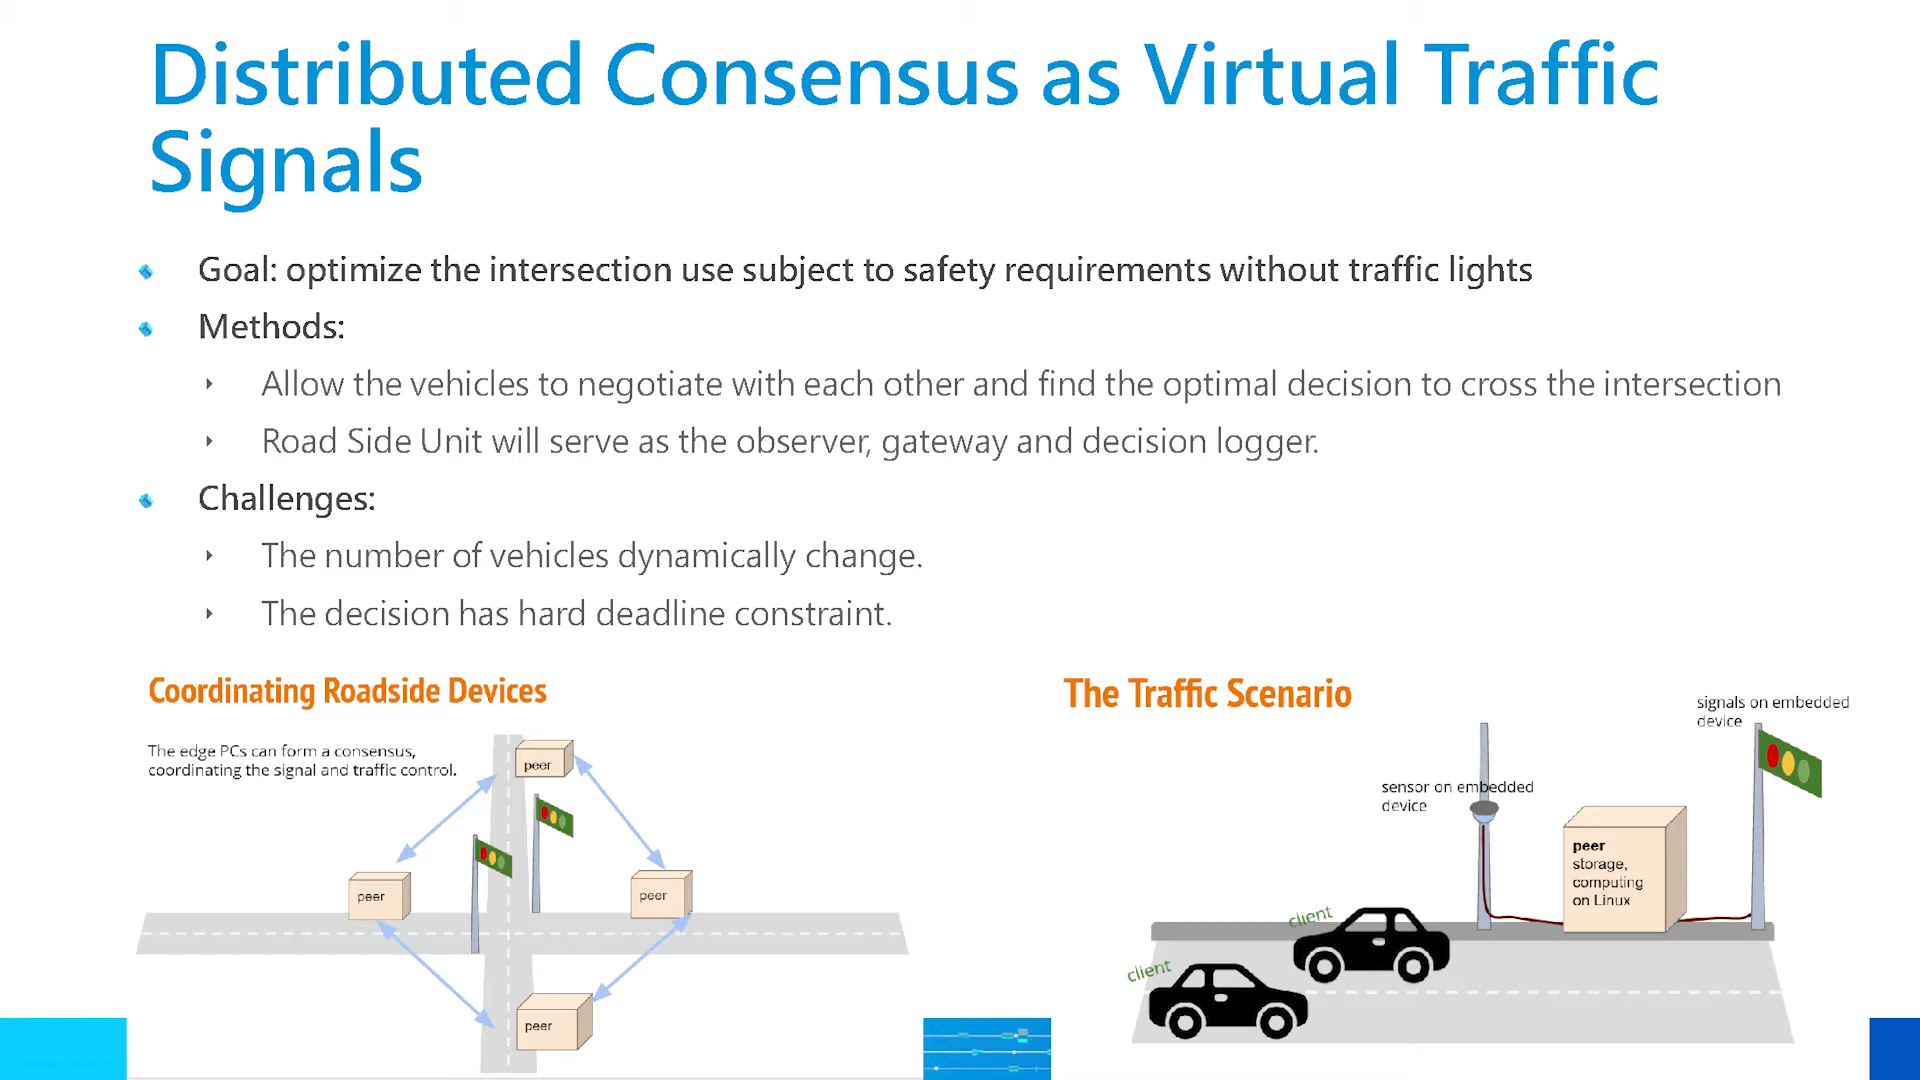 Distributed Consensus as Virtual Traffic
Signals
Goal: optimize the intersection use subject to safety requirements without traffic lights
Methods:
Allow the vehicles to negotiate with each other and find the optimal decision to cross the intersection
Road Side Unit will serve as the observer, gateway and decision logger.
Challenges:
The number of vehicles dynamically change.
The decision has hard deadline constraint.
Coordinating Roadside Devices
The edge PCs can form a consensus,
coordinating the signal and traffic control.
peer
peer
peer
peer
The Traffic Scenario
signals on embedded
device
sensor on embedded
device
peer
storage,
computing
on Linux
client
client